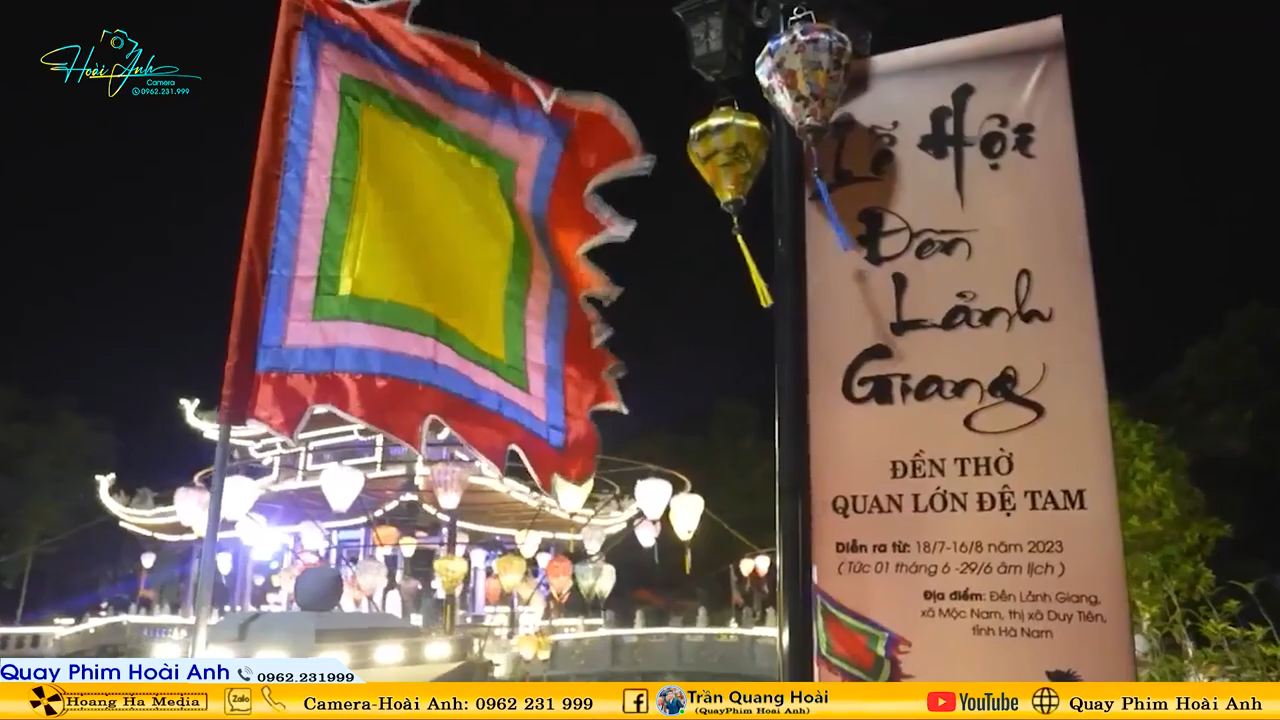 Hoài Anh
Camera
0962.231.999
Lễ Hội
Đền
Lảnh
Giang
ĐỀN THỜ
QUAN LỚN ĐỆ TAM
Diễn ra từ: 18/7-16/8 năm 2023
( Tức 01 tháng 6 -29/6 âm lịch )
Địa điểm: Đền Lảnh Giang,
xã Mộc Nam, thị xã Duy Tiên,
tỉnh Hà Nam
Quay Phim Hoài Anh 0962.231999
Hoang Ha Media
Zalo
Camera-Hoài Anh: 0962 231 999
Trần Quang Hoài
(QuayPhim Hoai Anh)
YouTube
Quay Phim Hoài Anh